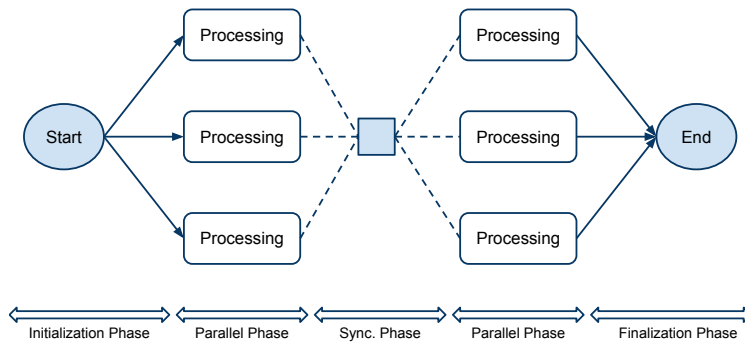 Processing
Processing
Start
Processing
Processing
End
Processing
Processing
Initialization Phase
Parallel Phase
Sync. Phase
Parallel Phase
Finalization Phase